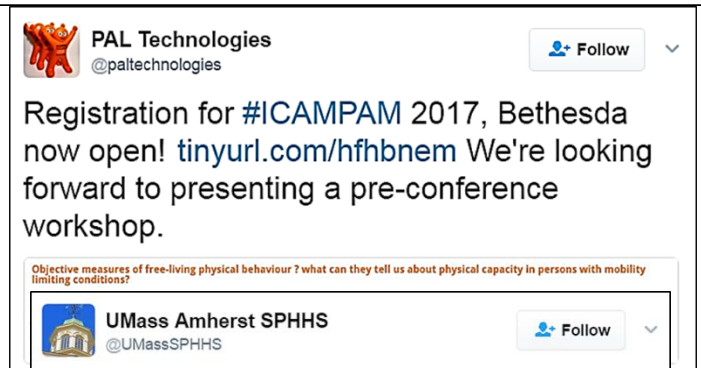 PAL Technologies
Follow
@paltechnologies
Registration for #ICAMPAM 2017, Bethesda
now open! tinyurl.com/hfhbnem We're looking
forward to presenting a pre-conference
workshop.
Objective measures of free-living physical behaviour ? what can they tell us about physical capacity in persons with mobility
limiting conditions?
UMass Amherst SPHHS
Follow
@UMassSPHHS